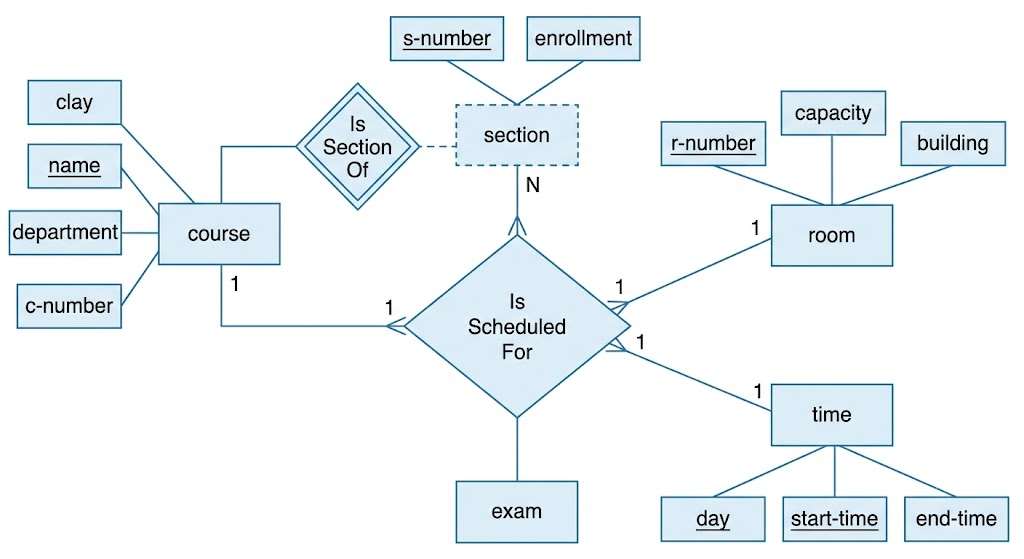 s-number
enrollment
clay
name
department
c-number
course
Is
Section
Of
section
N
r-number
capacity
building
room
1
1
1
1
Is
Scheduled
For
1
1
time
exam
day
start-time
end-time